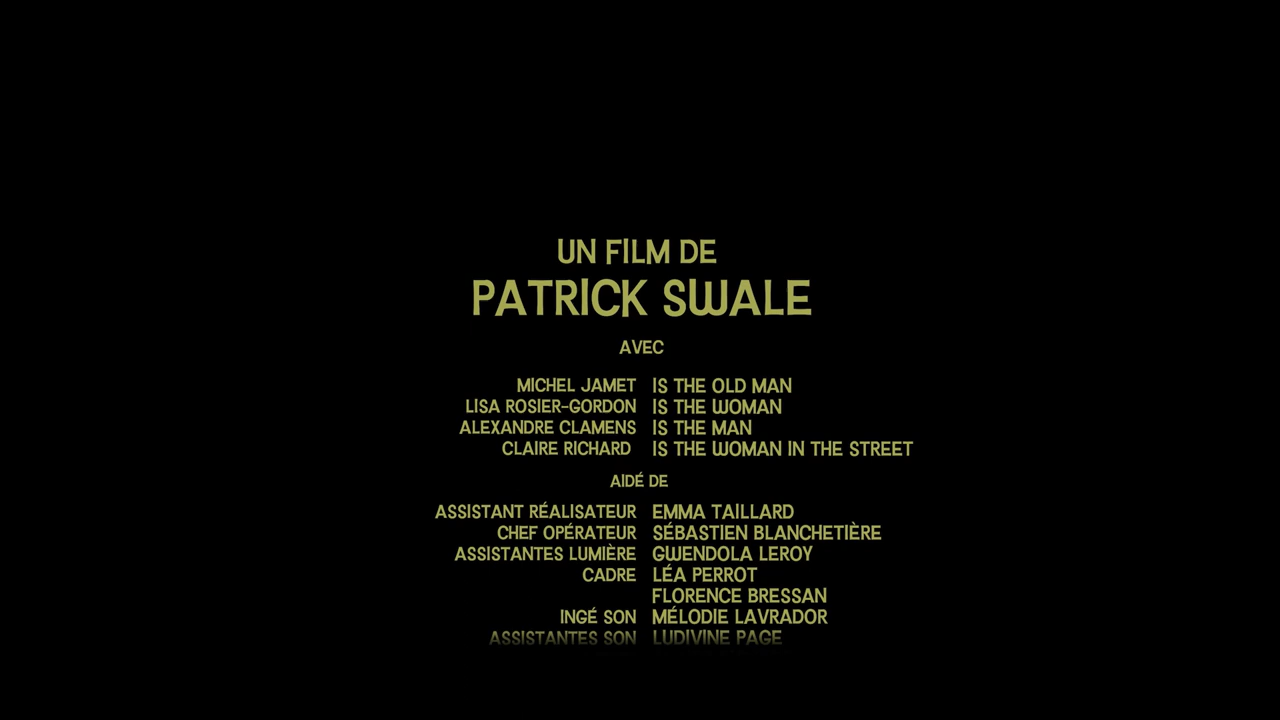 UN FILM DE
PATRICK SWALE
AVEC
MICHEL JAMET IS THE OLD MAN
LISA ROSIER-GORDON IS THE WOMAN
ALEXANDRE CLAMENS IS THE MAN
CLAIRE RICHARD IS THE WOMAN IN THE STREET
AIDÉ DE
ASSISTANT RÉALISATEUR EMMA TAILLARD
CHEF OPÉRATEUR SÉBASTIEN BLANCHETIÈRE
ASSISTANTES LUMIÈRE GWENDOLA LEROY
CADRE LÉA PERROT
FLORENCE BRESSAN
INGÉ SON MÉLODIE LAVRADOR
ASSISTANTES SON LUDIVINE PAGE